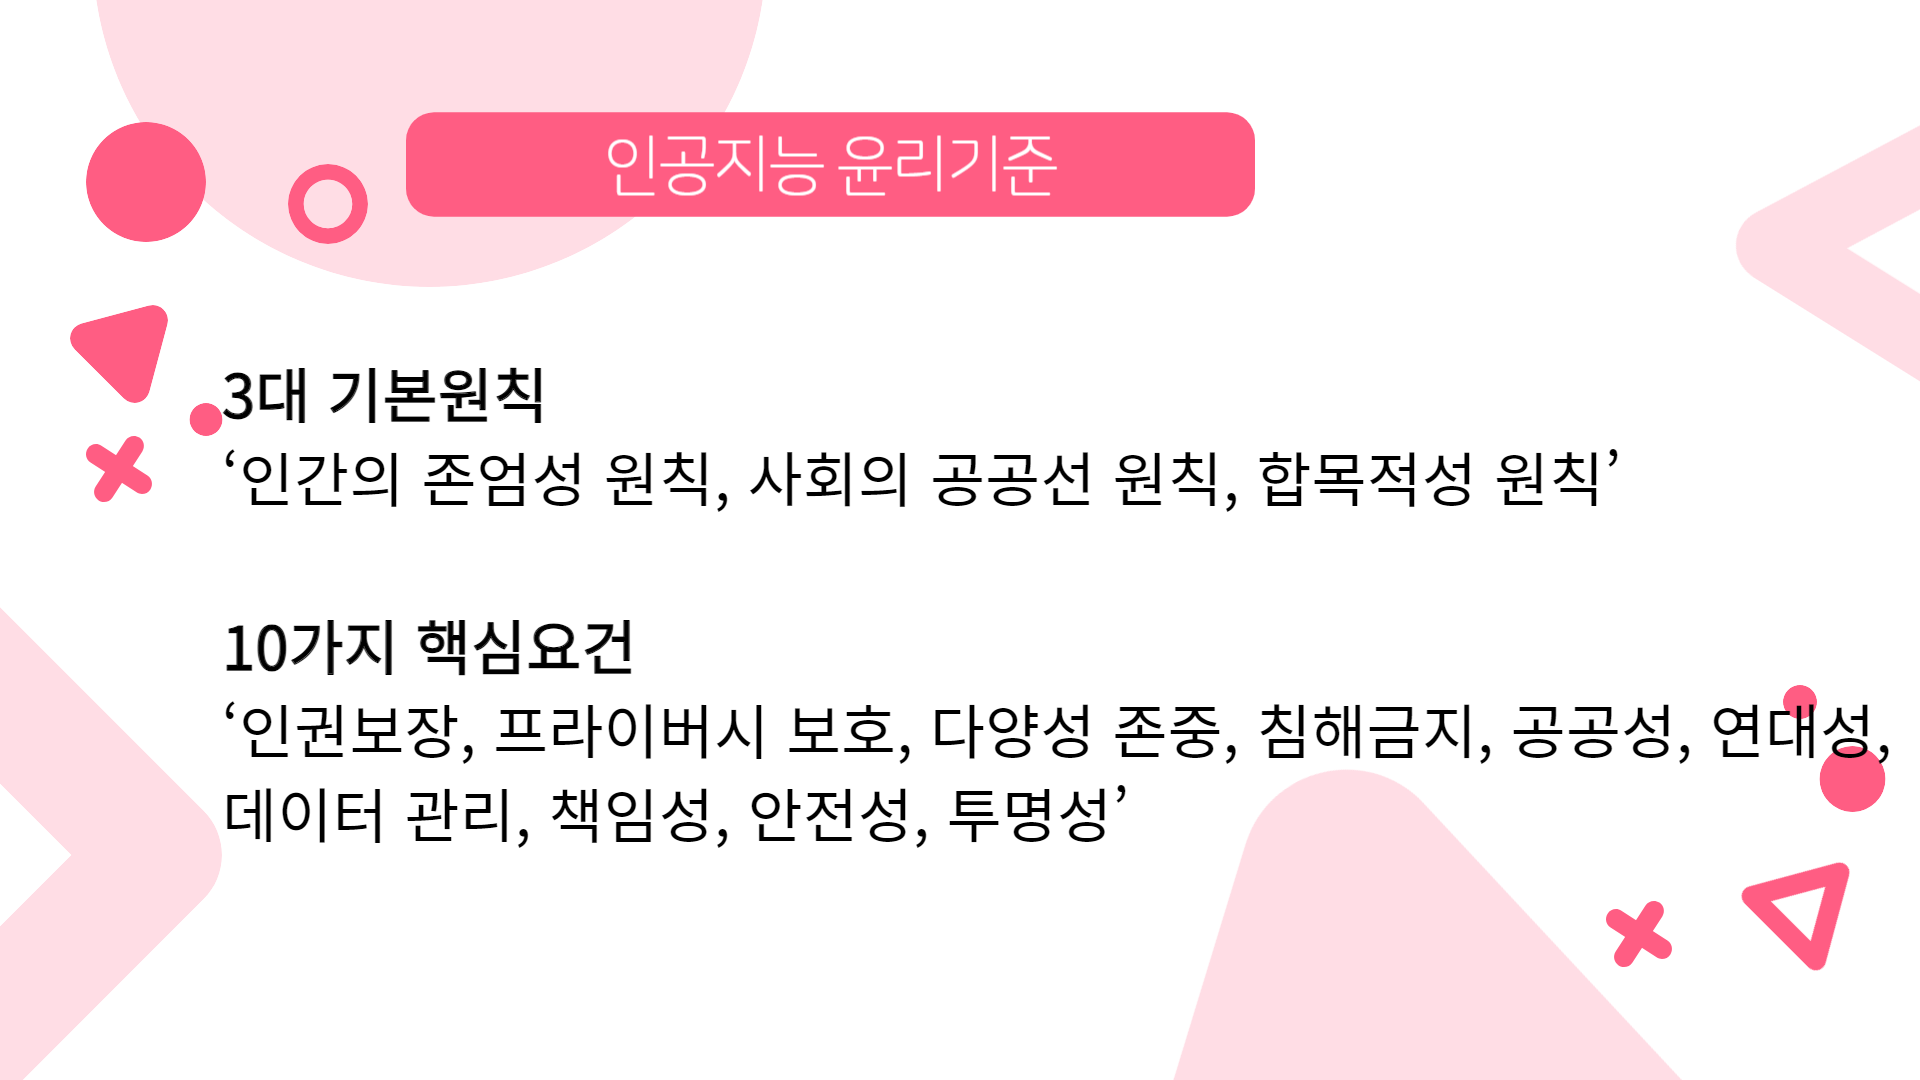 인공지능 윤리기준
3대 기본원칙
‘인간의 존엄성 원칙, 사회의 공공선 원칙, 합목적성 원칙’
10가지 핵심요건
‘인권보장, 프라이버시 보호, 다양성 존중, 침해금지, 공공성, 연대성,
데이터 관리, 책임성, 안전성, 투명성’